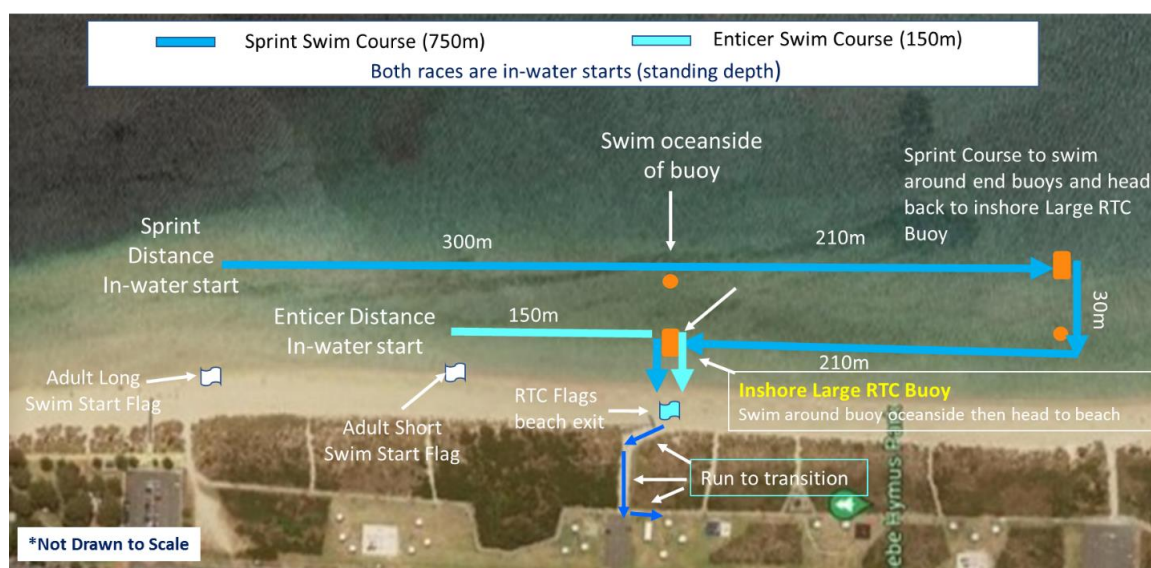 Sprint Swim Course (750m)
Enticer Swim Course (150m)
Both races are in-water starts (standing depth)
Swim oceanside
of buoy
Sprint Course to swim
around end buoys and head
back to inshore Large RTC
Buoy
Sprint
Distance
In-water start
300m
210m
30m
Enticer Distance
In-water start
150m
210m
Adult Long
Swim Start Flag
Adult Short
Swim Start Flag
RTC Flags
beach exit
Inshore Large RTC Buoy
Swim around buoy oceanside then head to beach
Run to transition
*Not Drawn to Scale